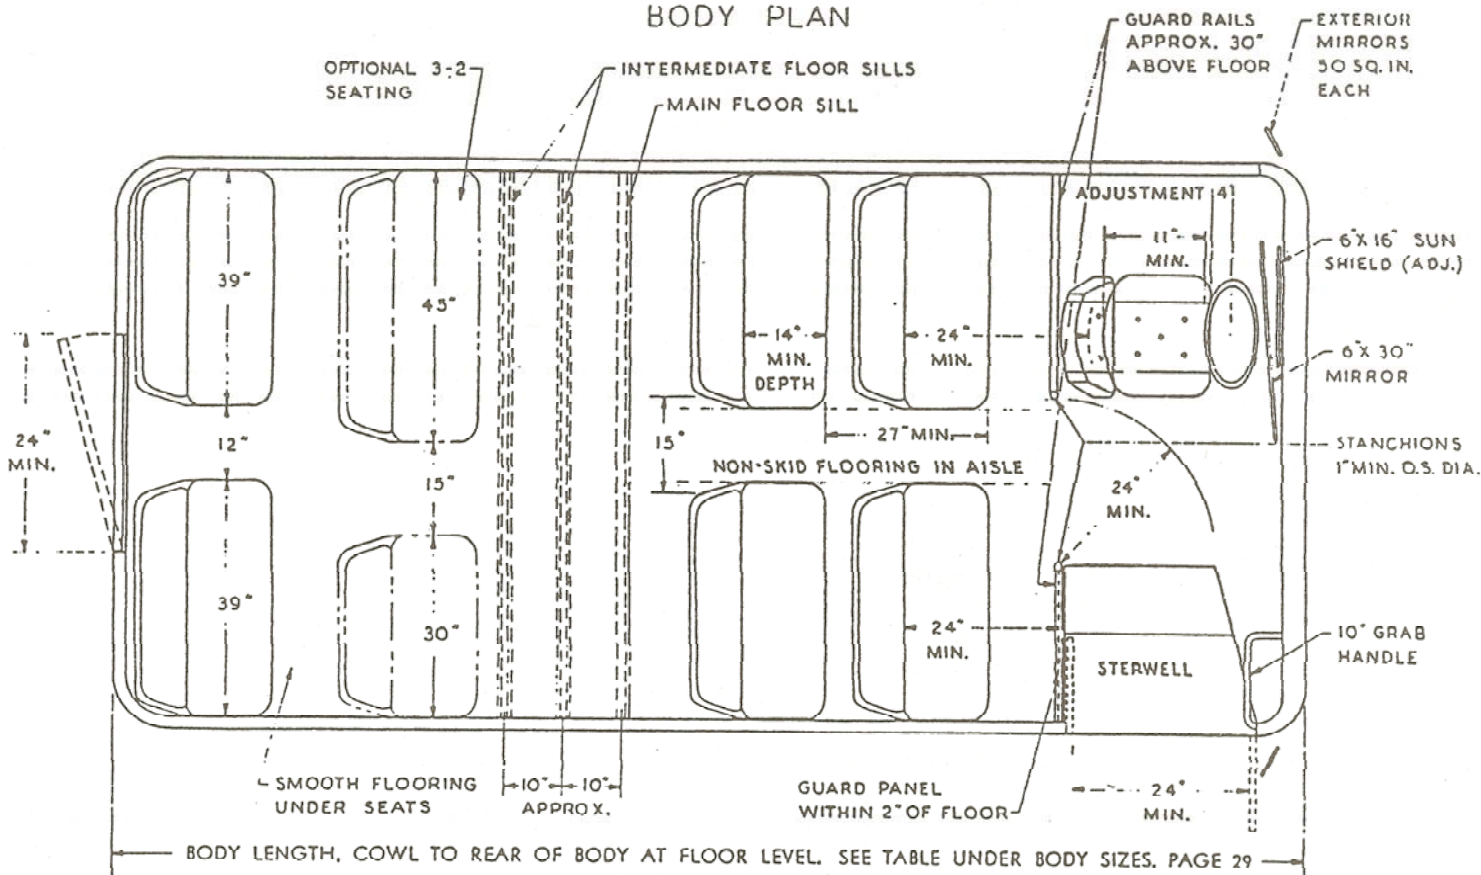 BODY PLAN
GUARD RAILS
APPROX. 30"
ABOVE FLOOR
EXTERIOR
MIRRORS
50 SQ. IN.
EACH
OPTIONAL 3-2
SEATING
INTERMEDIATE FLOOR SILLS
MAIN FLOOR SILL
ADJUSTMENT 4
11"
MIN.
6"X 16" SUN
SHIELD (ADJ.)
39"
45"
14"
MIN.
DEPTH
24"
MIN.
6"X 30"
MIRROR
24"
MIN.
12"
15"
15"
27" MIN.
NON-SKID FLOORING IN AISLE
STANCHIONS
1" MIN. O.S. DIA.
24"
MIN.
39"
30"
24"
MIN.
STERWELL
10" GRAB
HANDLE
SMOOTH FLOORING
UNDER SEATS
10" 10"
APPROX.
GUARD PANEL
WITHIN 2" OF FLOOR
24"
MIN.
BODY LENGTH, COWL TO REAR OF BODY AT FLOOR LEVEL. SEE TABLE UNDER BODY SIZES. PAGE 29